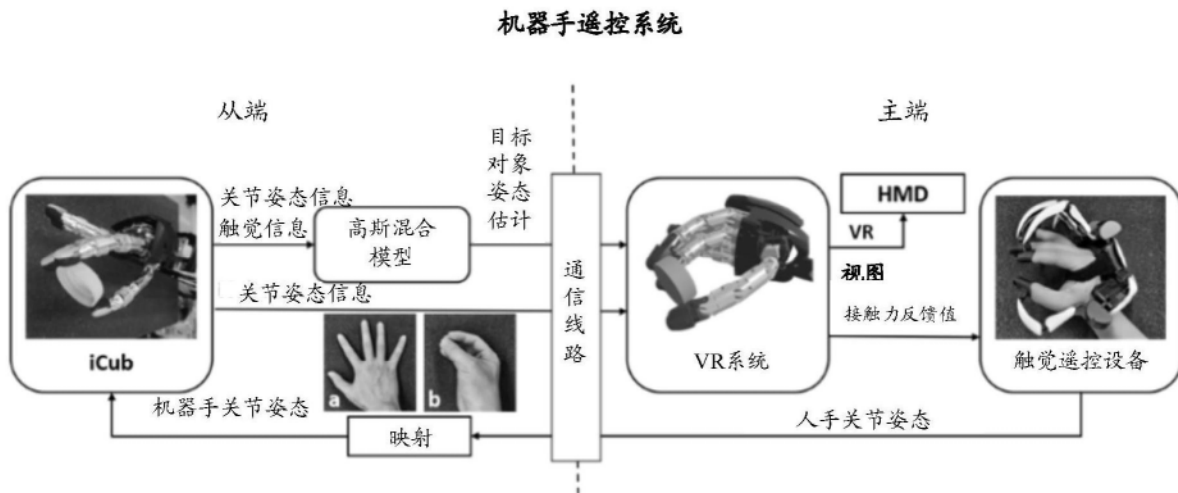 机器手遥控系统
从端
主端
目标
对象
姿态
估计
关节姿态信息
触觉信息
高斯混合
模型
关节姿态信息
iCub
a
b
机器手关节姿态
映射
通信线路
HMD
VR
视图
接触力反馈值
VR系统
触觉遥控设备
人手关节姿态